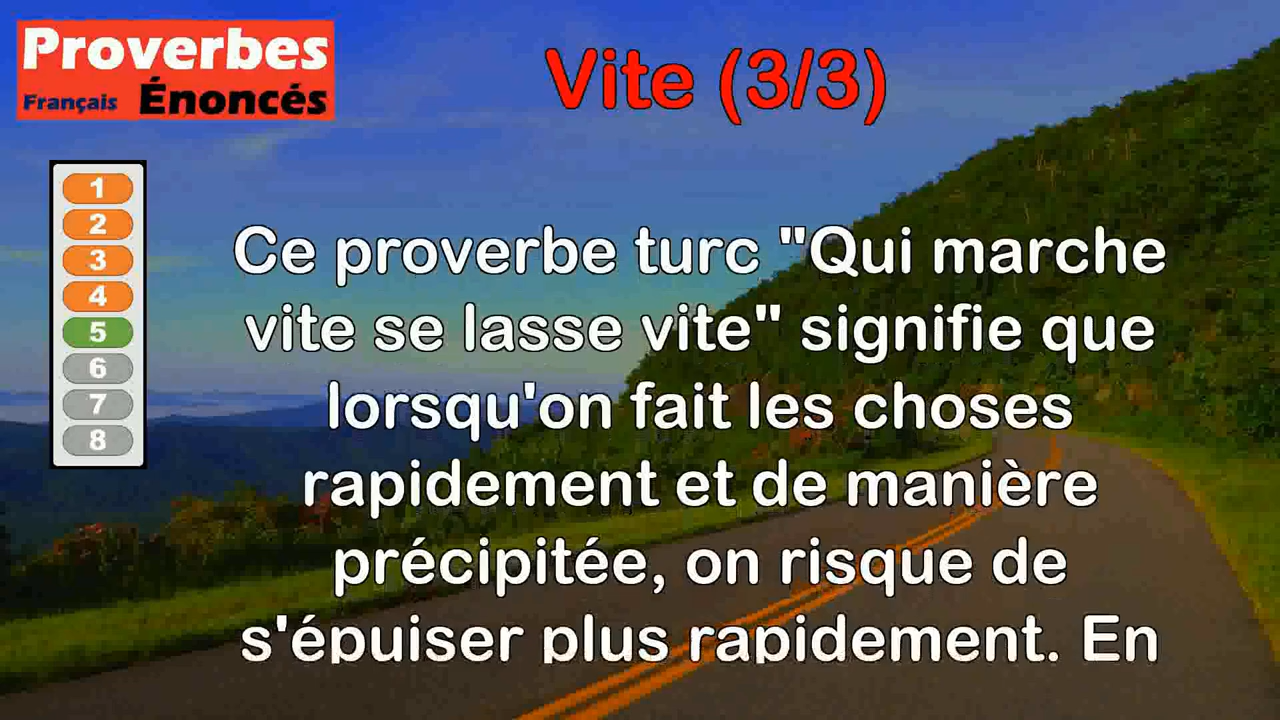 Proverbes
Français Énoncés
Vite (3/3)
1
2
3
4
5
6
7
8
Ce proverbe turc "Qui marche
vite se lasse vite" signifie que
lorsqu'on fait les choses
rapidement et de manière
précipitée, on risque de
s'épuiser plus rapidement. En